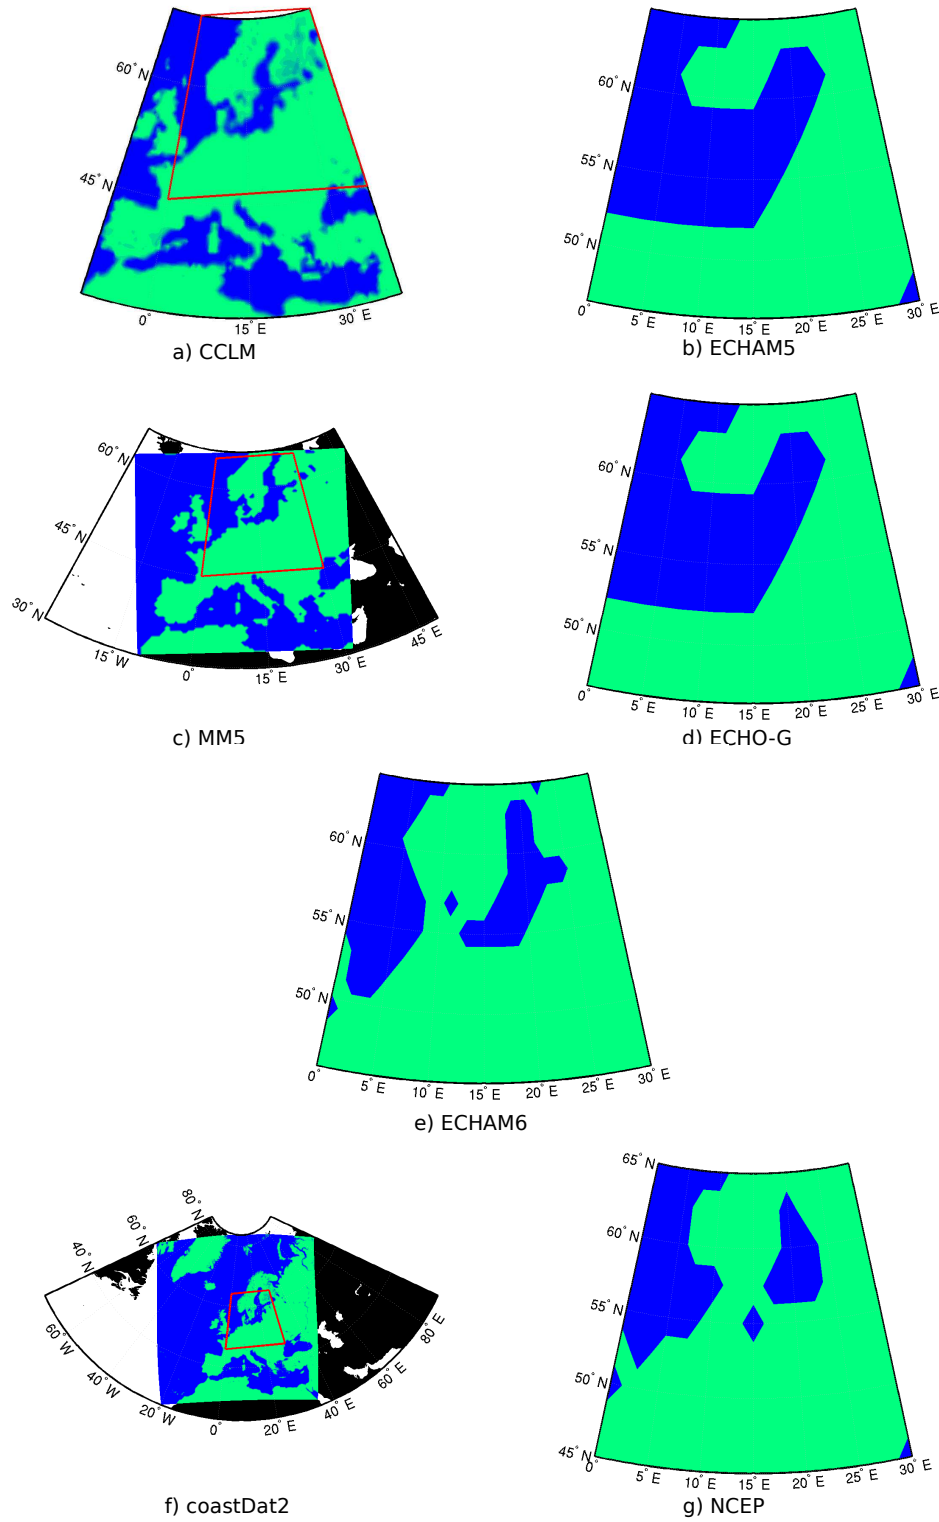 60° N
45° N
0°
15° E
30° E
a) CCLM
60° N
55° N
50° N
0°
5° E
10° E
15° E
20° E
25° E
30° E
b) ECHAM5
60° N
45° N
30° N
15° W
0°
15° E
30° E
45° E
c) MM5
60° N
55° N
50° N
0°
5° E
10° E
15° E
20° E
25° E
30° E
d) ECHO-G
60° N
55° N
50° N
0°
5° E
10° E
15° E
20° E
25° E
30° E
e) ECHAM6
80° N
60° N
40° N
60° W
40° W
20° W
0°
20° E
40° E
60° E
80° E
f) coastDat2
65° N
60° N
55° N
50° N
45° N
0°
5° E
10° E
15° E
20° E
25° E
30° E
g) NCEP